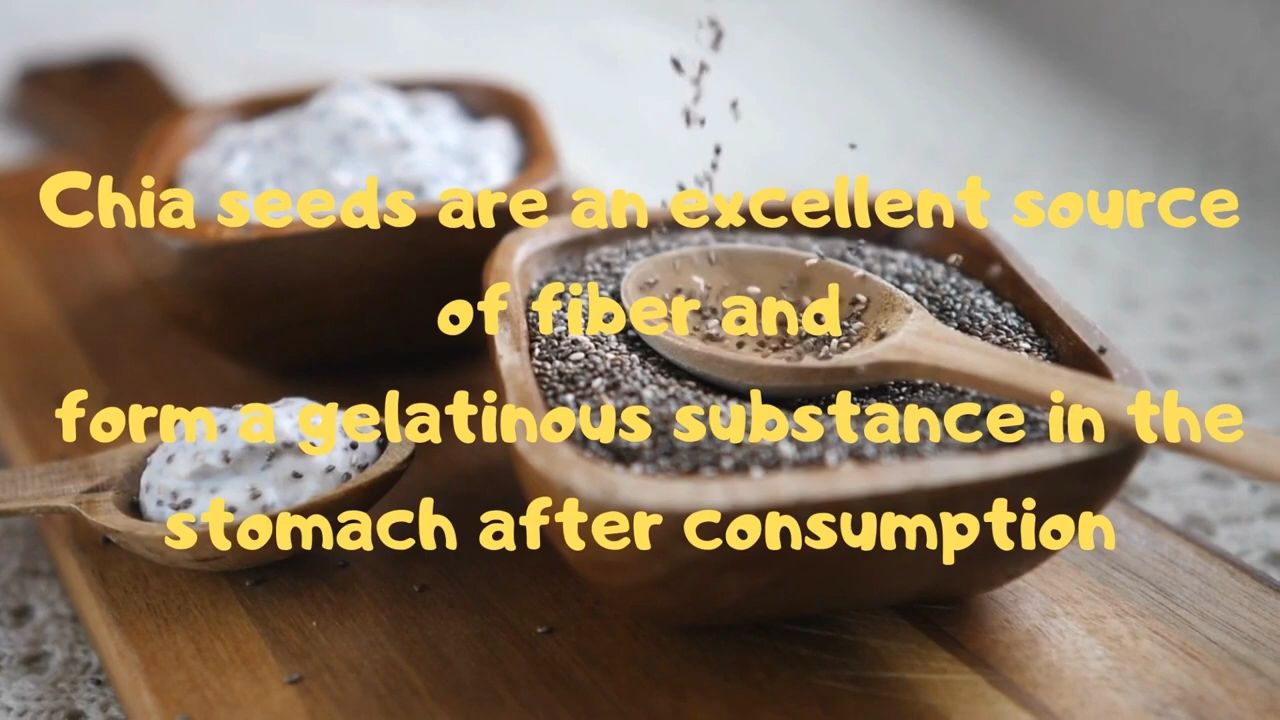 Chia seeds are an excellent source
of fiber and
form a gelatinous substance in the
stomach after consumption